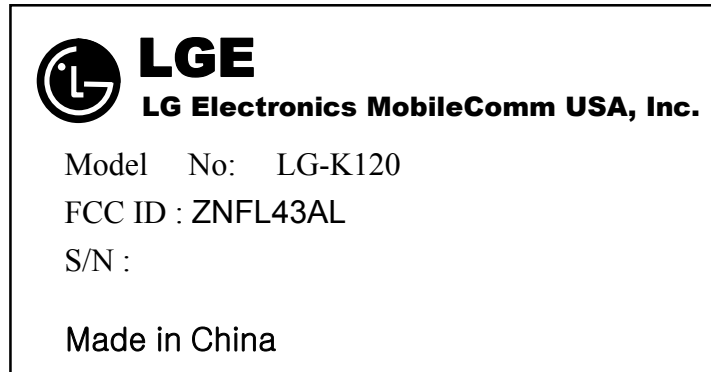 LGE
LG Electronics MobileComm USA, Inc.
Model No: LG-K120
FCC ID : ZNFL43AL
S/N :
Made in China